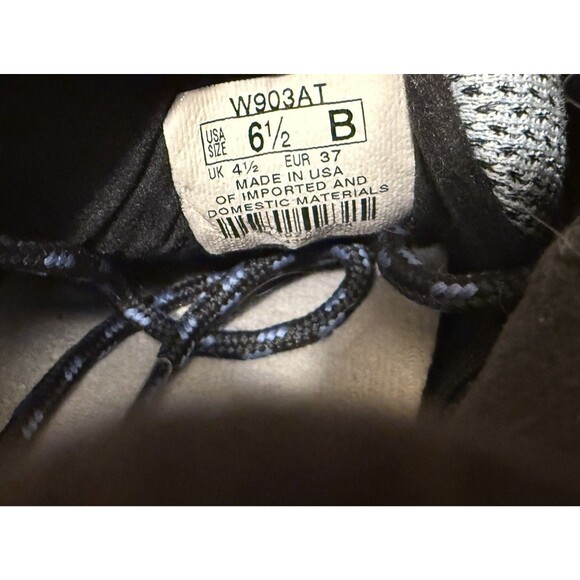 W903AT
USA SIZE 6½ B
UK 4½ EUR 37
MADE IN USA
OF IMPORTED AND
DOMESTIC MATERIALS